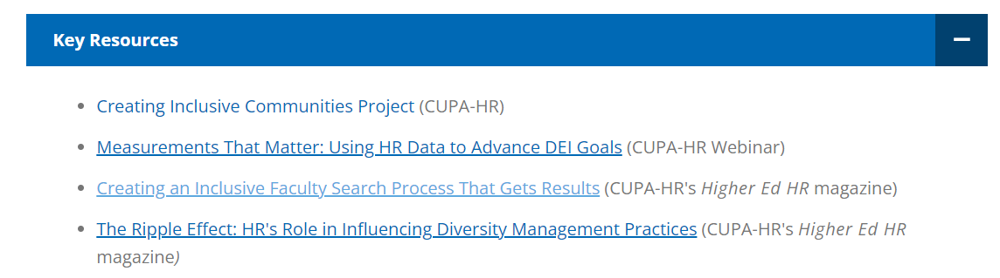 Key Resources
Creating Inclusive Communities Project (CUPA-HR)
Measurements That Matter: Using HR Data to Advance DEI Goals (CUPA-HR Webinar)
Creating an Inclusive Faculty Search Process That Gets Results (CUPA-HR's Higher Ed HR magazine)
The Ripple Effect: HR's Role in Influencing Diversity Management Practices (CUPA-HR's Higher Ed HR
magazine)